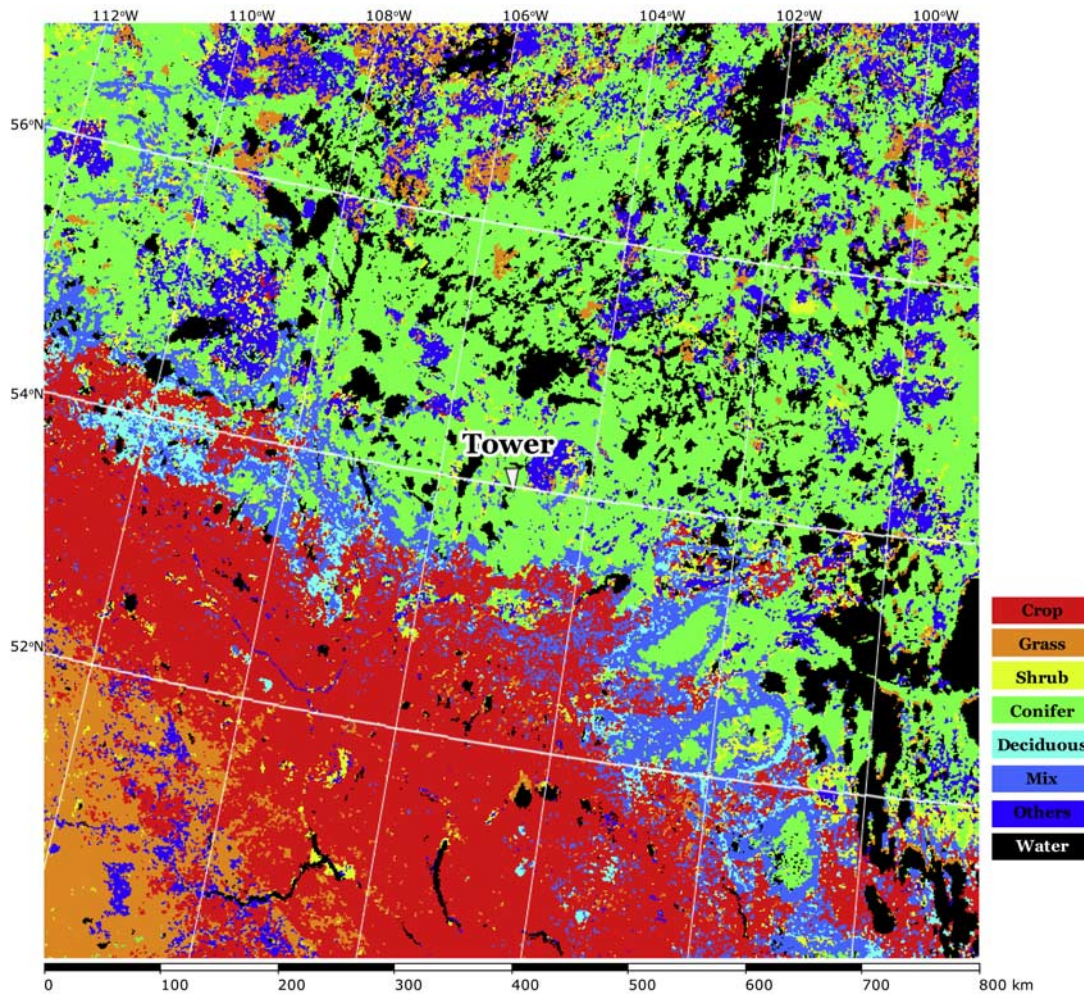 112°W 110°W 108°W 106°W 104°W 102°W 100°W
56°N
54°N
Tower
52°N
Crop
Grass
Shrub
Conifer
Deciduous
Mix
Others
Water
0 100 200 300 400 500 600 700 800 km